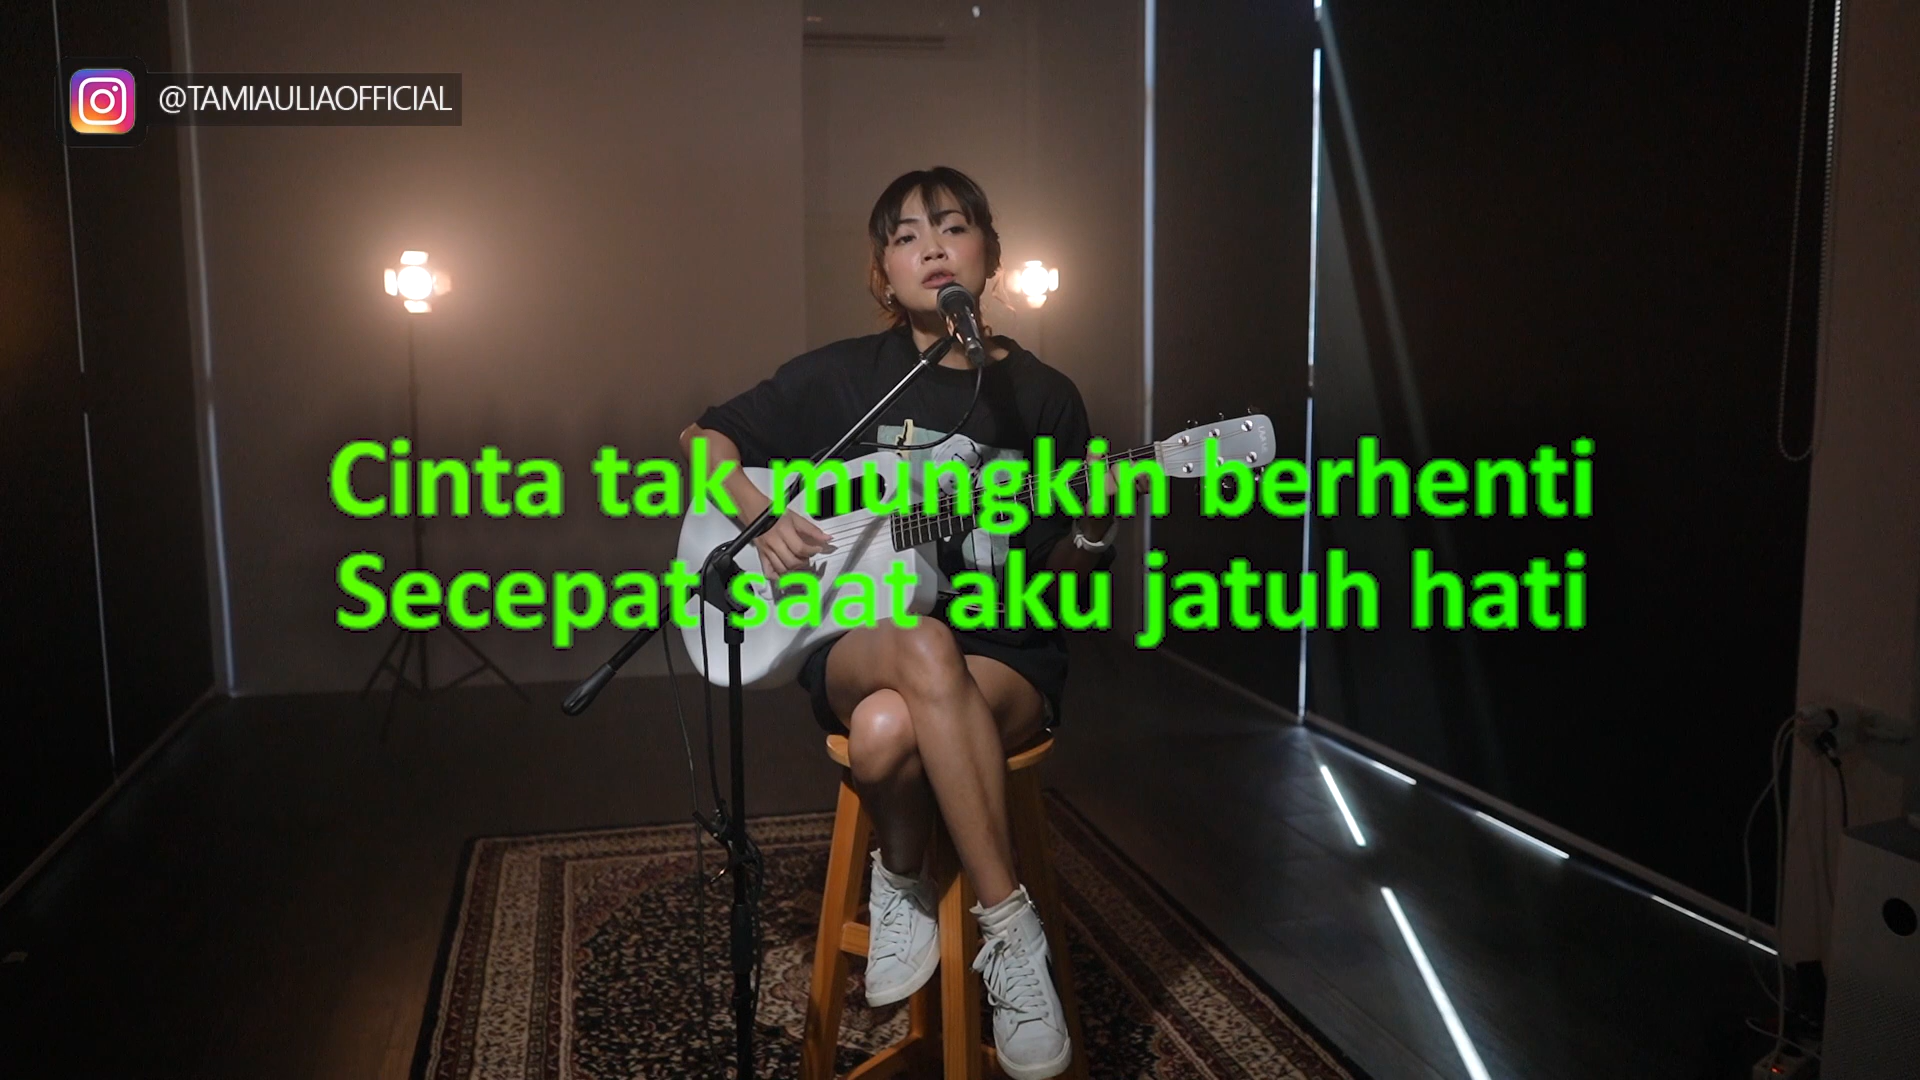 @TAMIAULIAOFFICIAL
Cinta tak mungkin berhenti
Secepat saat aku jatuh hati